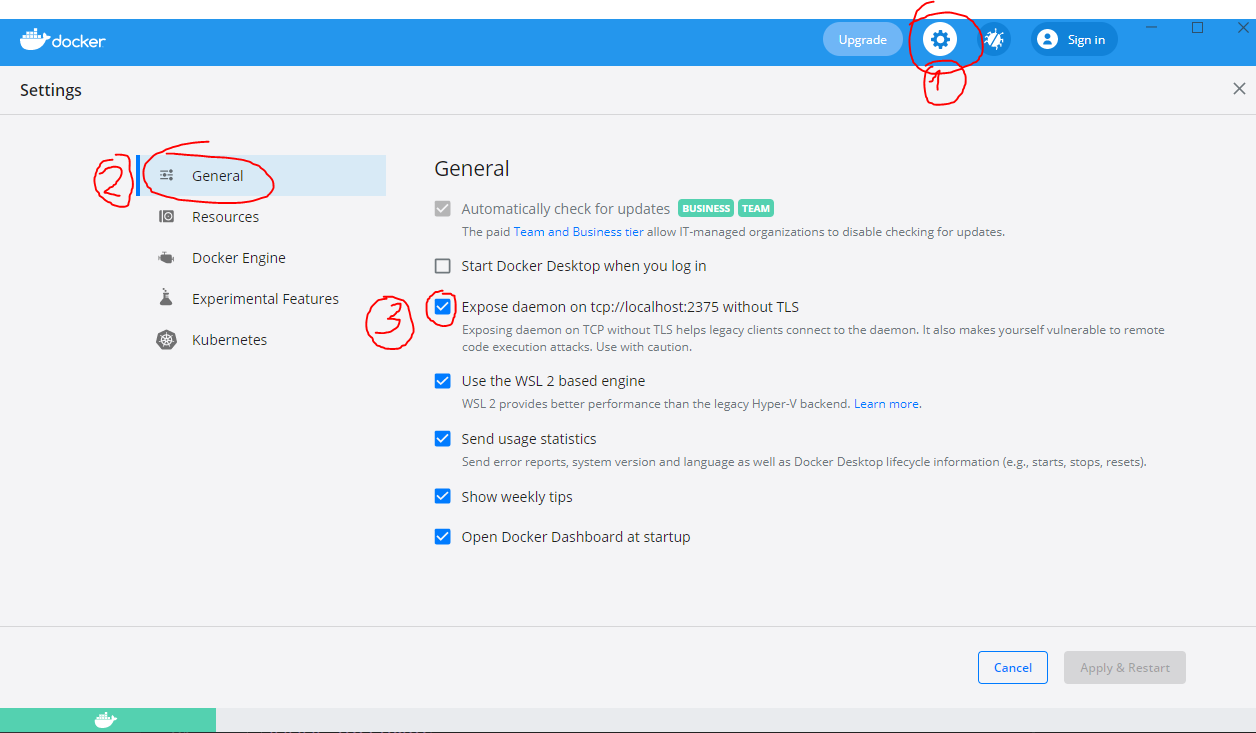 docker
Upgrade
Sign in
1
Settings
2
General
Resources
Docker Engine
Experimental Features
Kubernetes
General
Automatically check for updates BUSINESS TEAM
The paid Team and Business tier allow IT-managed organizations to disable checking for updates.
Start Docker Desktop when you log in
3
Expose daemon on tcp://localhost:2375 without TLS
Exposing daemon on TCP without TLS helps legacy clients connect to the daemon. It also makes yourself vulnerable to remote
code execution attacks. Use with caution.
Use the WSL 2 based engine
WSL 2 provides better performance than the legacy Hyper-V backend. Learn more.
Send usage statistics
Send error reports, system version and language as well as Docker Desktop lifecycle information (e.g., starts, stops, resets).
Show weekly tips
Open Docker Dashboard at startup
Cancel
Apply & Restart